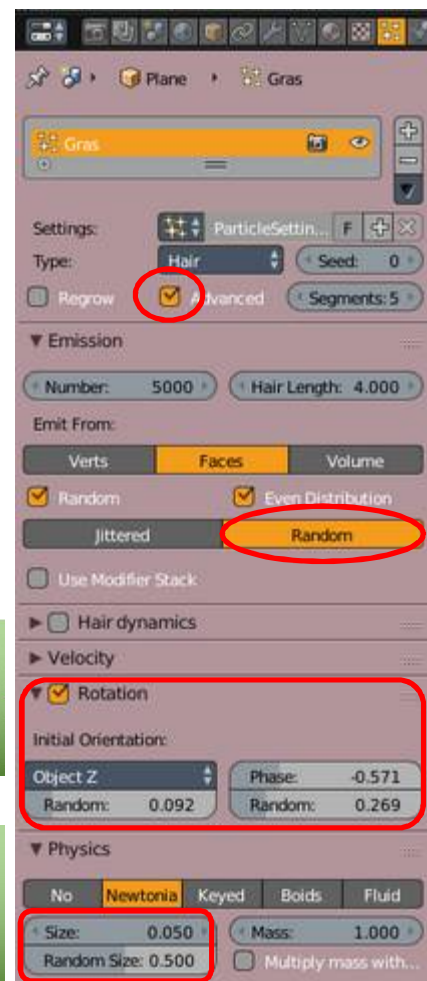 Plane Gras
Gras
Settings: ParticleSettin... F
Type: Hair Seed: 0
Regrow Advanced Segments: 5
Emission
Number: 5000 Hair Length: 4.000
Emit From:
Verts Faces Volume
Random Even Distribution
Jittered Random
Use Modifier Stack
Hair dynamics
Velocity
Rotation
Initial Orientation:
Object Z Phase: -0.571
Random: 0.092 Random: 0.269
Physics
No Newtonia Keyed Boids Fluid
Size: 0.050 Mass: 1.000
Random Size: 0.500 Multiply mass with...